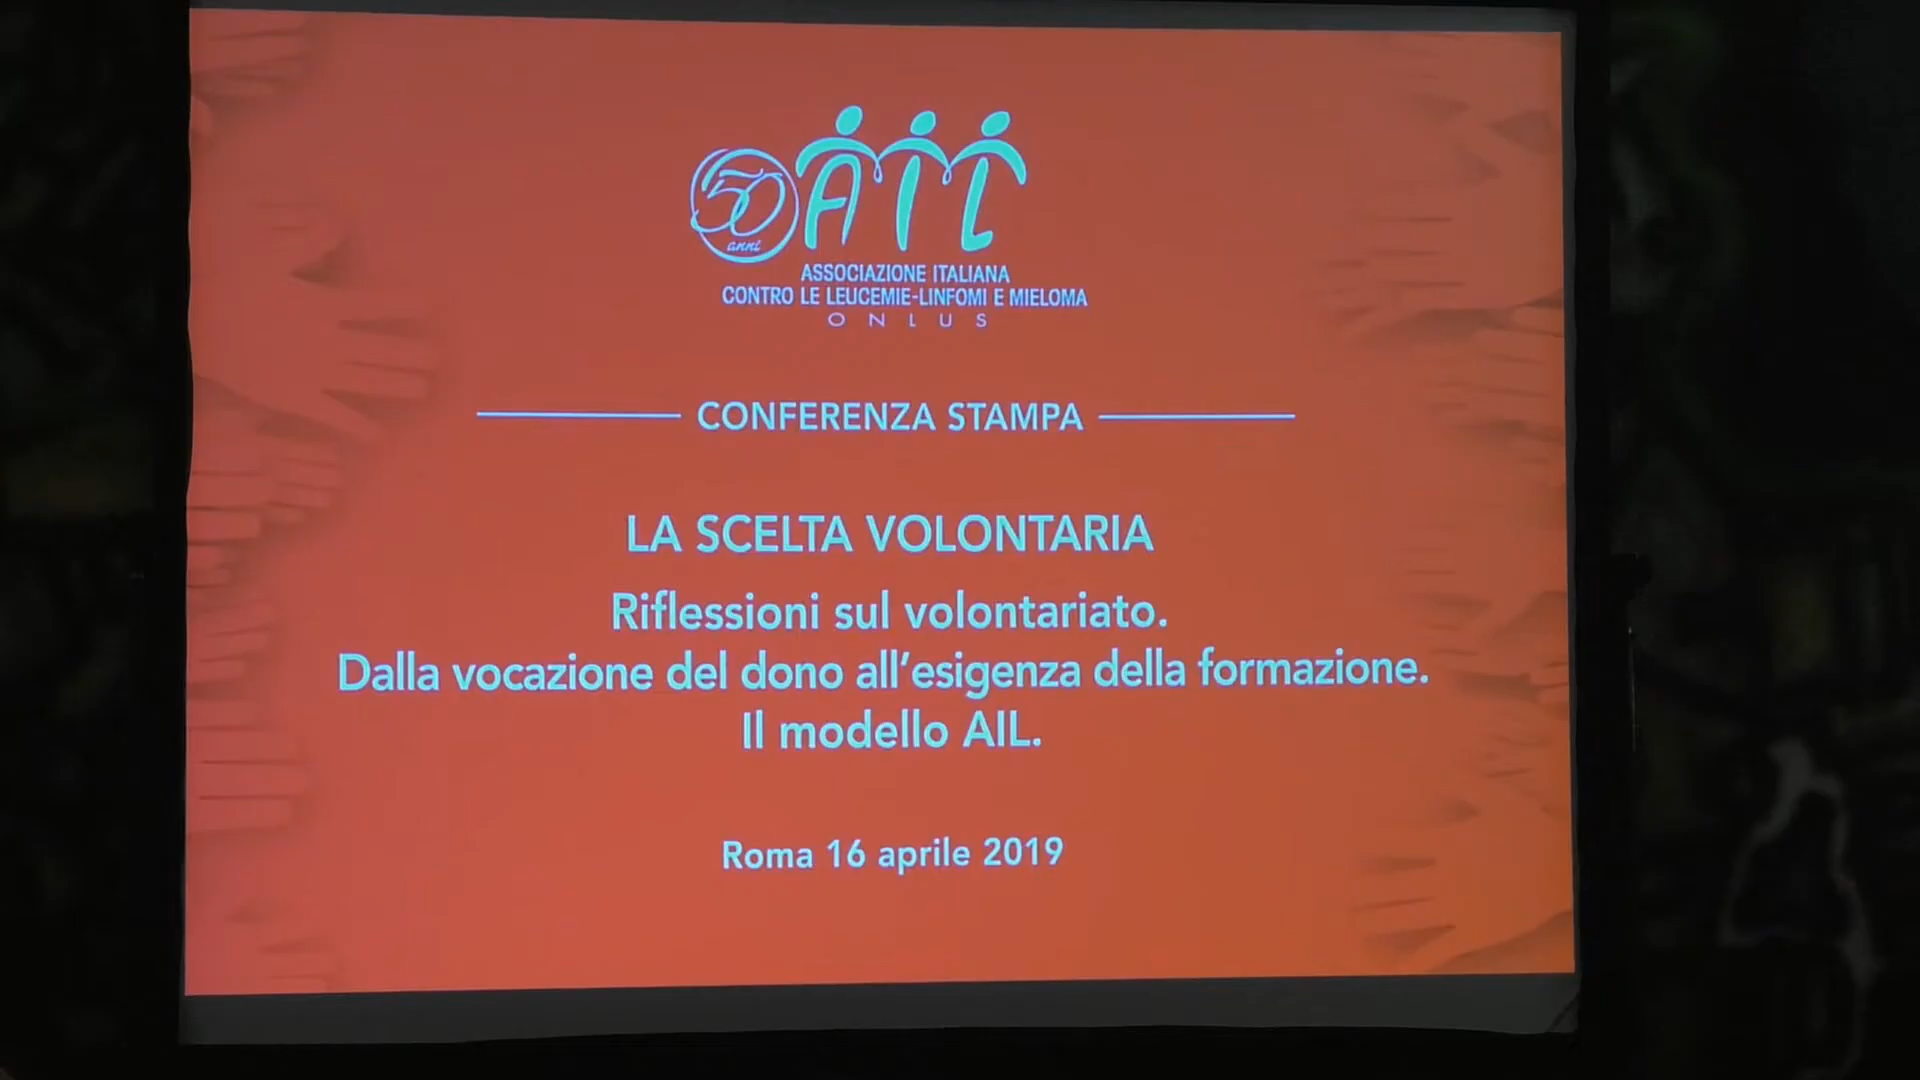 50 AIL
anni
ASSOCIAZIONE ITALIANA
CONTRO LE LEUCEMIE-LINFOMI E MIELOMA
ONLUS
CONFERENZA STAMPA
LA SCELTA VOLONTARIA
Riflessioni sul volontariato.
Dalla vocazione del dono all'esigenza della formazione.
Il modello AIL.
Roma 16 aprile 2019